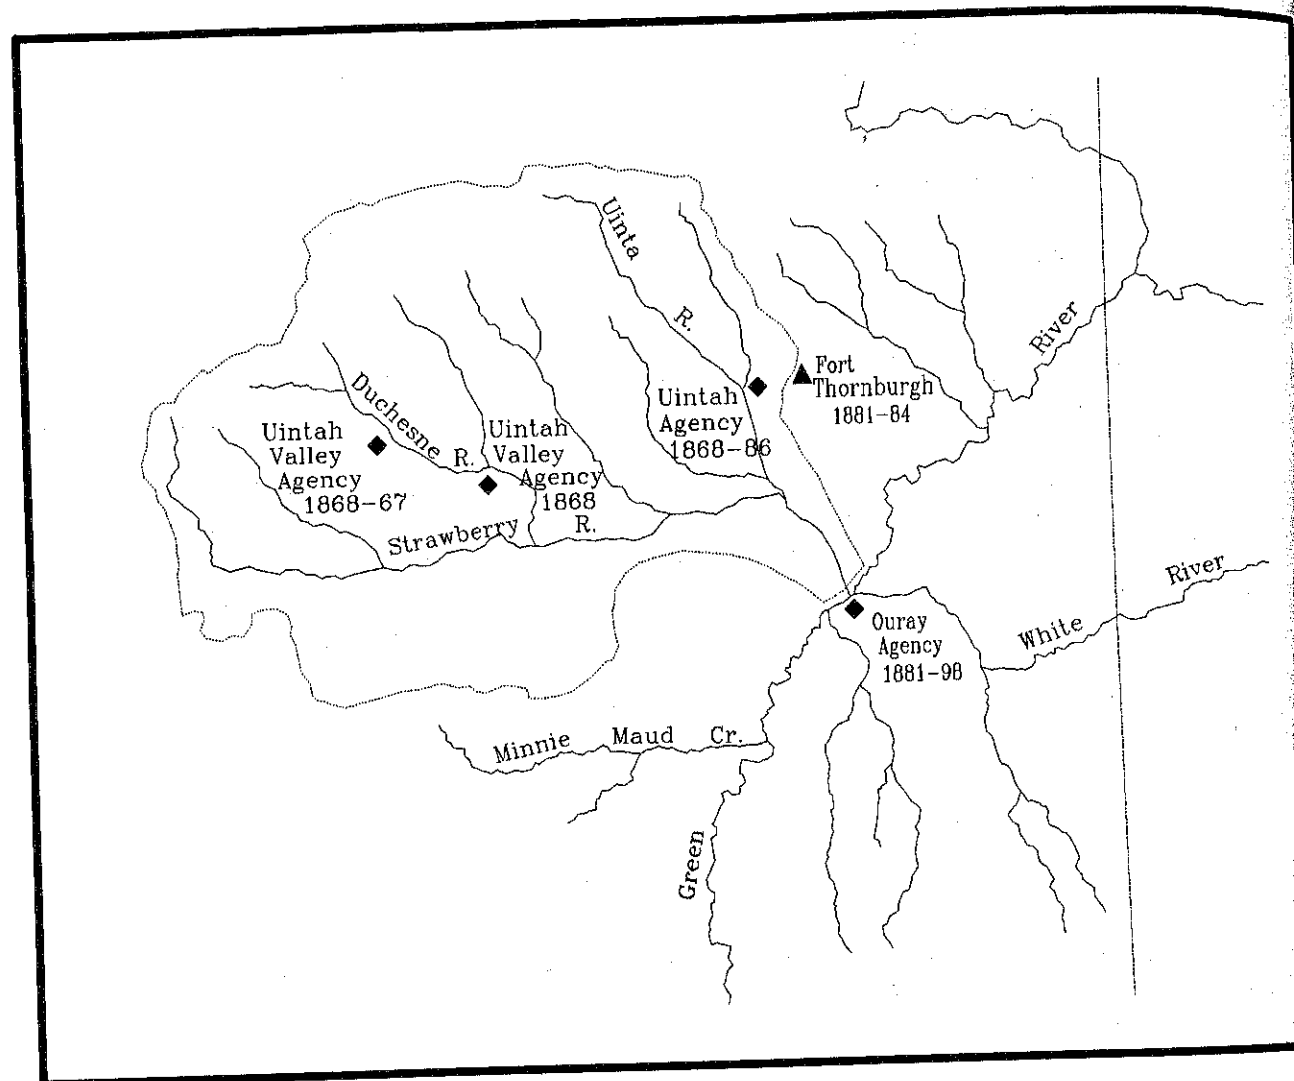 Uinta
R.
River
Fort
Thornburgh
1881-84
Uintah
Agency
1868-86
Duchesne R.
Uintah
Valley
Agency
1868-67
Uintah
Valley
Agency
1868
Strawberry R.
White River
Ouray
Agency
1881-98
Minnie Maud Cr.
Green